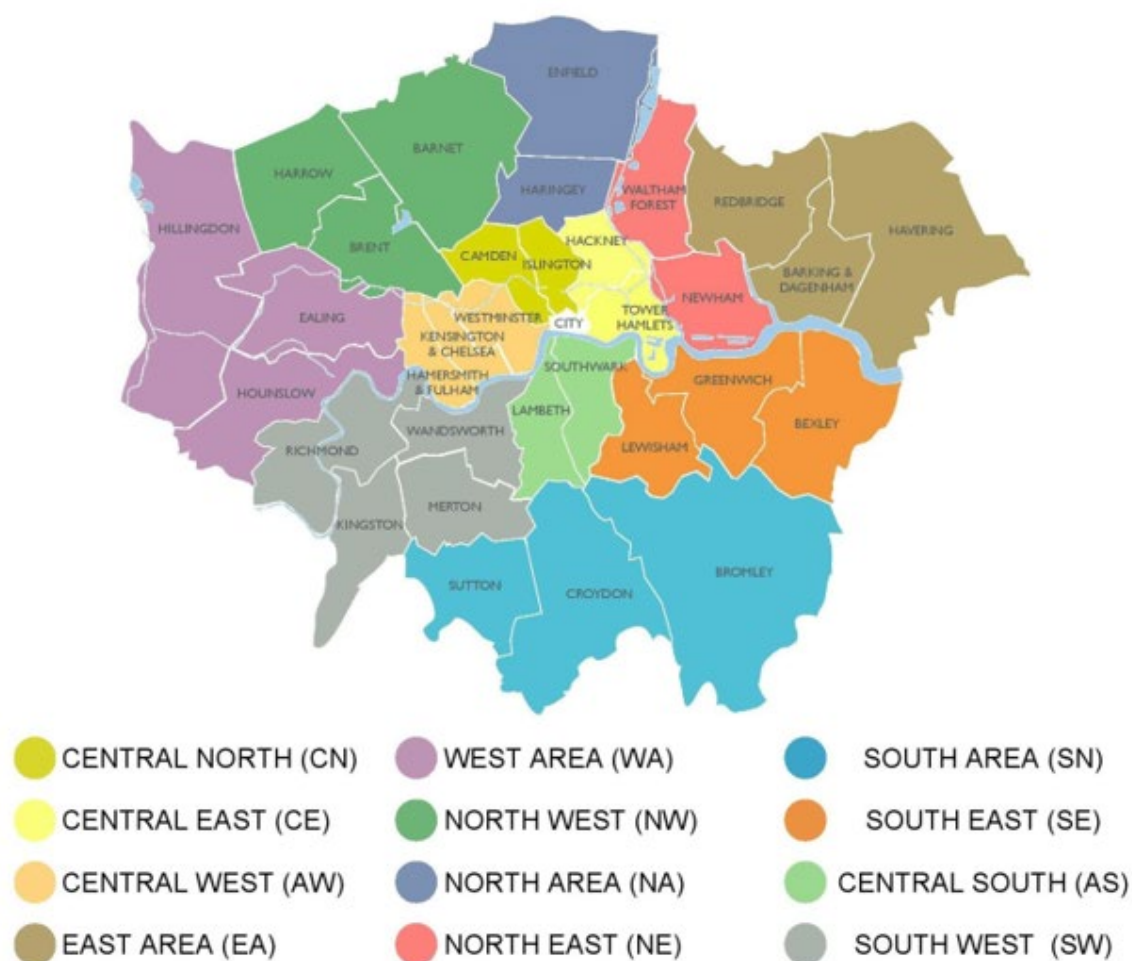 ENFIELD
BARNET
HARROW
HARINGEY
WALTHAM
FOREST
REDBRIDGE
HILLINGDON
HAVERING
BRENT
HACKNEY
CAMDEN
ISLINGTON
BARKING &
DAGENHAM
NEWHAM
EALING
WESTMINSTER
CITY
TOWER
HAMLETS
KENSINGTON
& CHELSEA
SOUTHWARK
HAMERSMITH
& FULHAM
GREENWICH
HOUNSLOW
LAMBETH
BEXLEY
WANDSWORTH
RICHMOND
LEWISHAM
MERTON
KINGSTON
BROMLEY
SUTTON
CROYDON
CENTRAL NORTH (CN)
WEST AREA (WA)
SOUTH AREA (SN)
CENTRAL EAST (CE)
NORTH WEST (NW)
SOUTH EAST (SE)
CENTRAL WEST (AW)
NORTH AREA (NA)
CENTRAL SOUTH (AS)
EAST AREA (EA)
NORTH EAST (NE)
SOUTH WEST (SW)